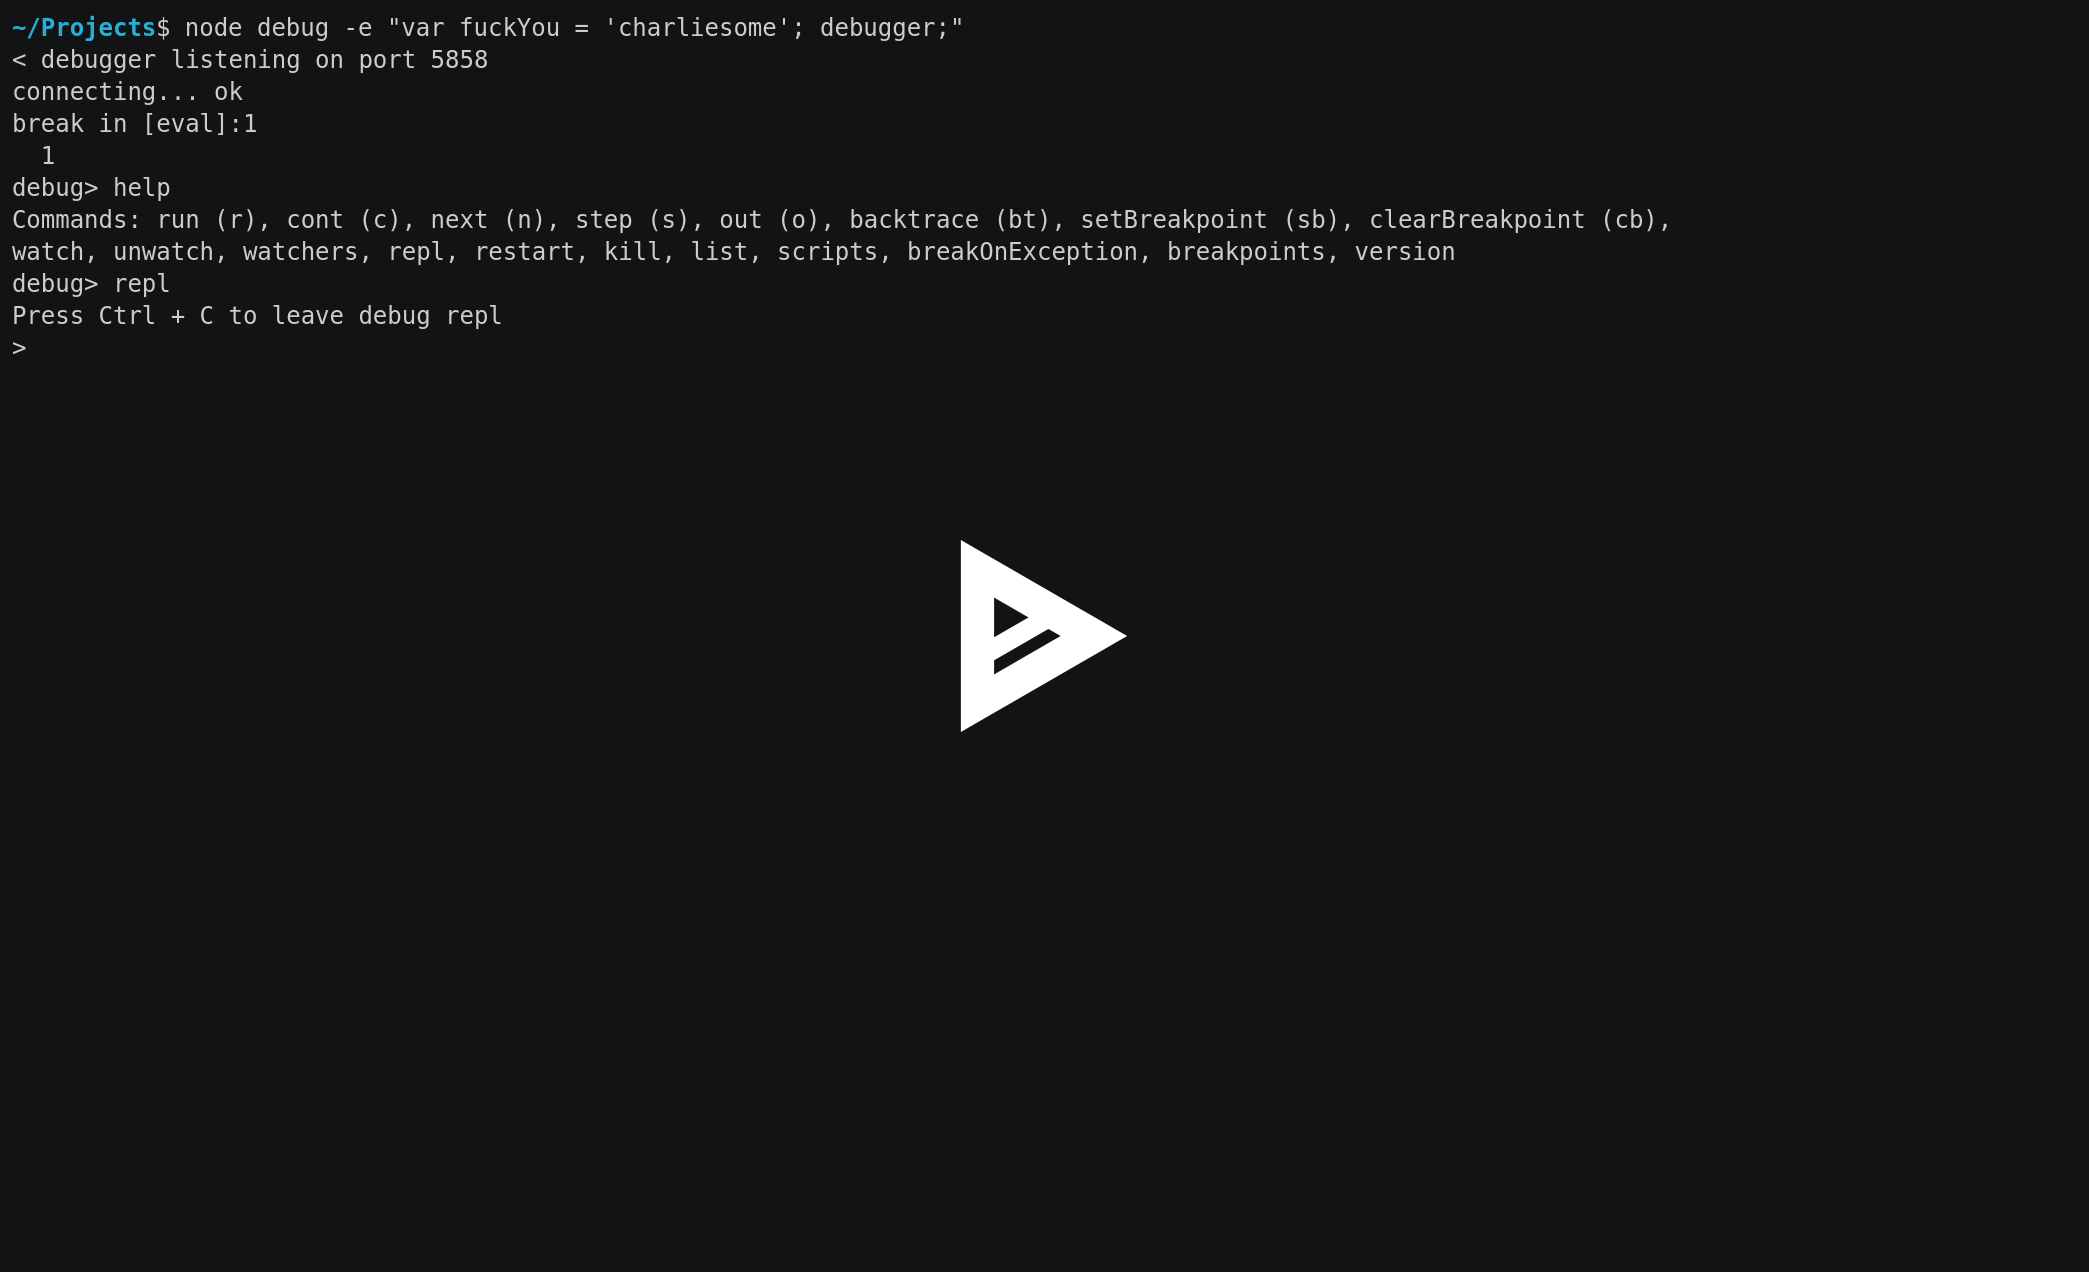 ~/Projects$ node debug -e "var fuckYou = 'charliesome'; debugger;"
< debugger listening on port 5858
connecting... ok
break in [eval]:1
  1
debug> help
Commands: run (r), cont (c), next (n), step (s), out (o), backtrace (bt), setBreakpoint (sb), clearBreakpoint (cb),
watch, unwatch, watchers, repl, restart, kill, list, scripts, breakOnException, breakpoints, version
debug> repl
Press Ctrl + C to leave debug repl
>